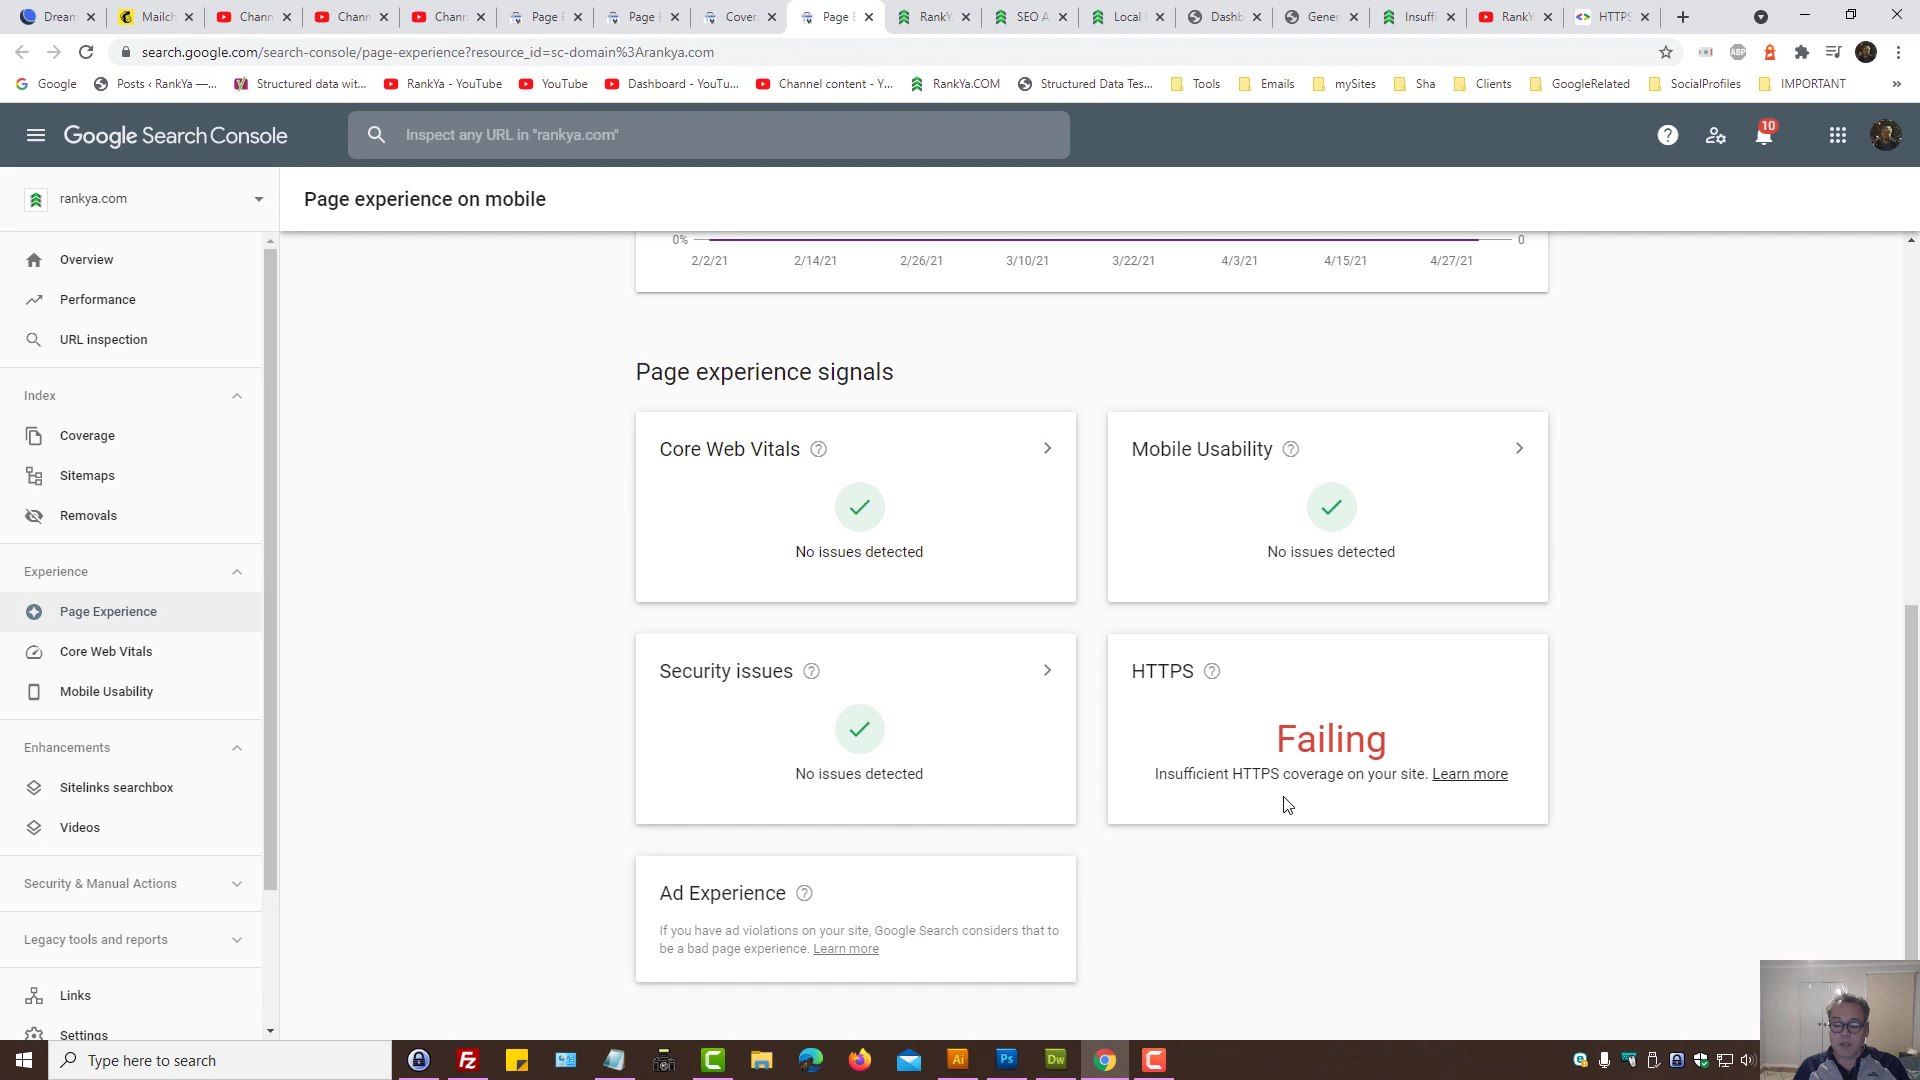 Dream
Mailch
Chann
Chann
Chann
Page E
Page E
Covera
Page E
RankY
SEO A
Local
Dashb
Gener
Insuffi
RankY
HTTPS
search.google.com/search-console/page-experience?resource_id=sc-domain%3Arankya.com
ABP
Google
Posts ‹ RankYa —...
Structured data wit...
RankYa - YouTube
YouTube
Dashboard - YouTu...
Channel content - Y...
RankYa.COM
Structured Data Tes...
Tools
Emails
mySites
Sha
Clients
GoogleRelated
SocialProfiles
IMPORTANT
»
Google Search Console
Inspect any URL in "rankya.com"
10
rankya.com
Page experience on mobile
Overview
Performance
URL inspection
Index
Coverage
Sitemaps
Removals
Experience
Page Experience
Core Web Vitals
Mobile Usability
Enhancements
Sitelinks searchbox
Videos
Security & Manual Actions
Legacy tools and reports
Links
Settings
0%
0
2/2/21 2/14/21 2/26/21 3/10/21 3/22/21 4/3/21 4/15/21 4/27/21
Page experience signals
Core Web Vitals
No issues detected
Mobile Usability
No issues detected
Security issues
No issues detected
HTTPS
Failing
Insufficient HTTPS coverage on your site. Learn more
Ad Experience
If you have ad violations on your site, Google Search considers that to
be a bad page experience. Learn more
Type here to search
Fz
Ai
Ps
Dw